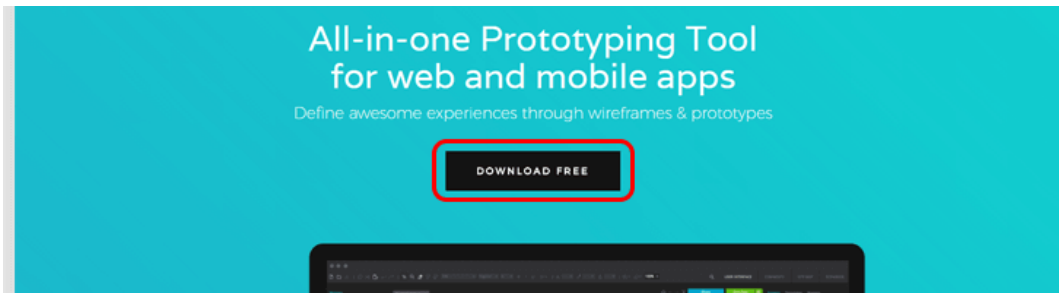 All-in-one Prototyping Tool
for web and mobile apps
Define awesome experiences through wireframes & prototypes
DOWNLOAD FREE